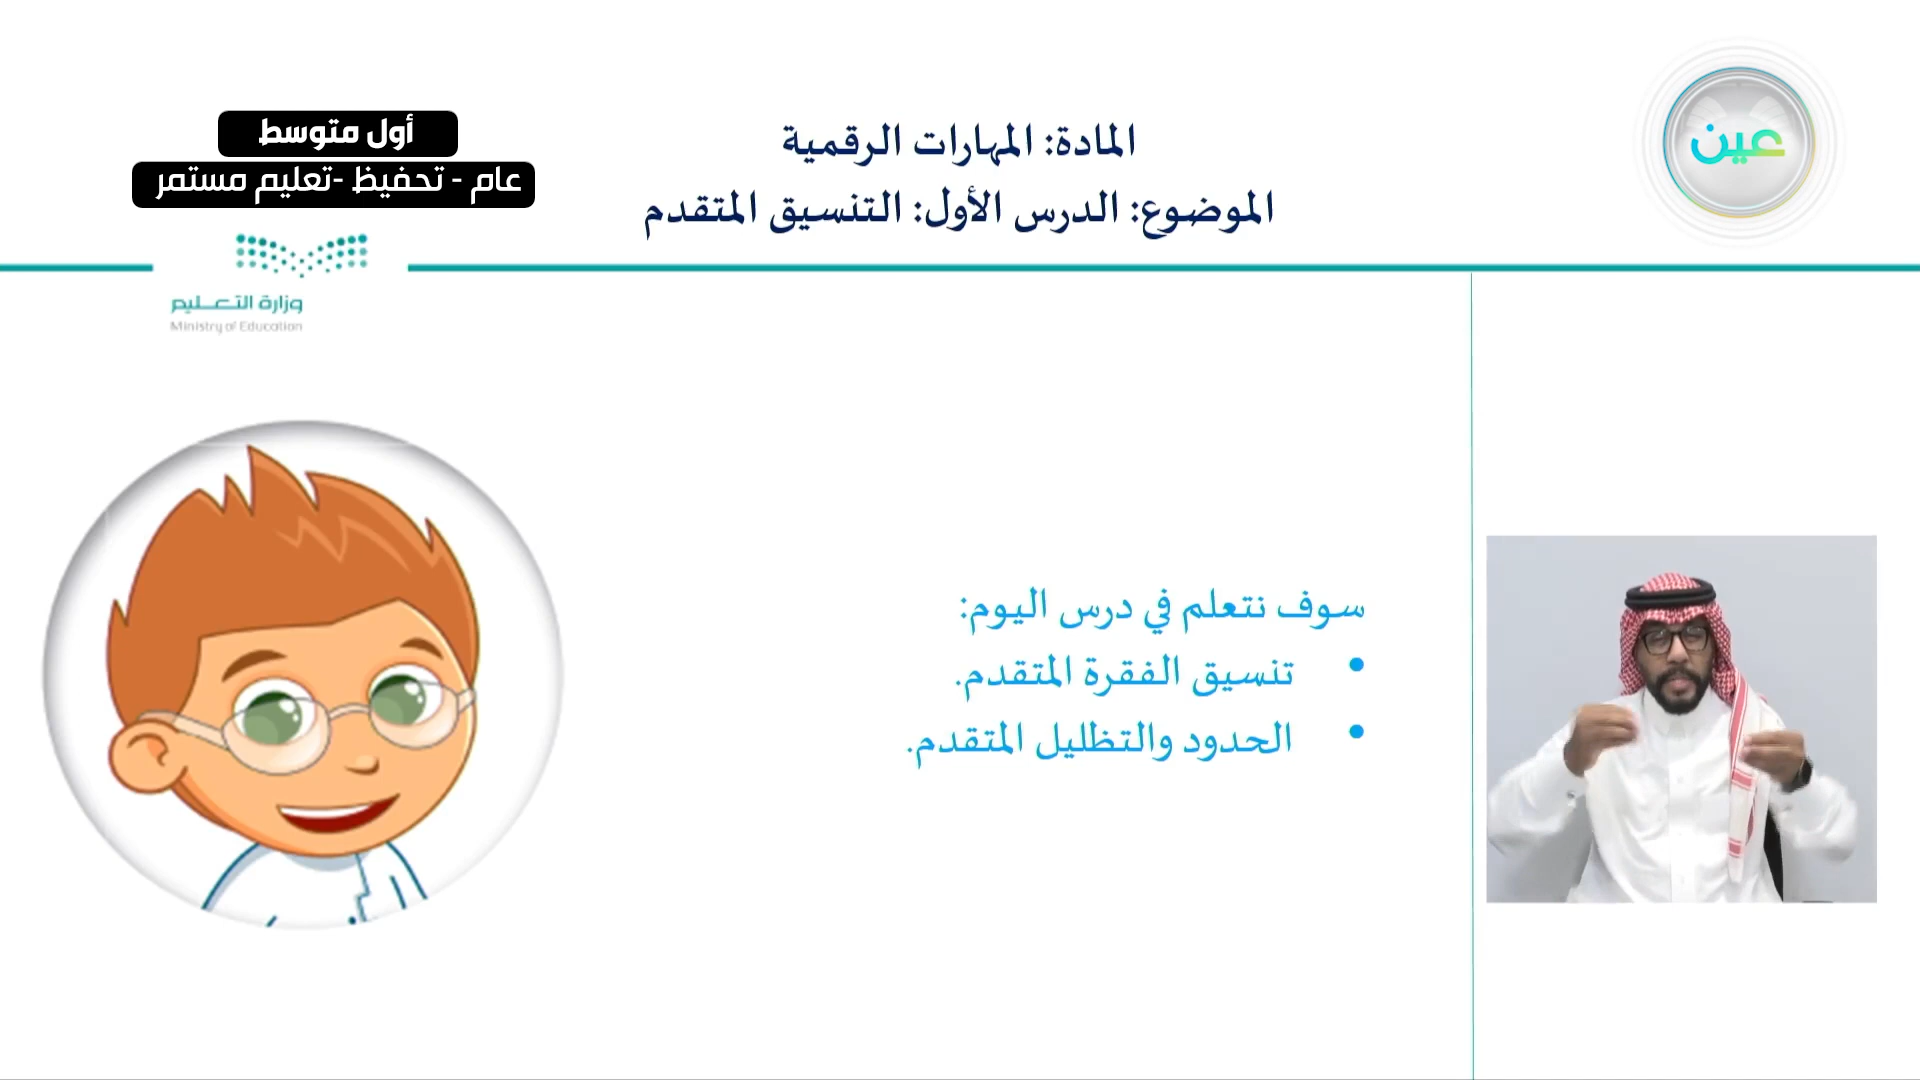 عين
المادة: المهارات الرقمية
الموضوع: الدرس الأول: التنسيق المتقدم
أول متوسط
عام - تحفيظ -تعليم مستمر
وزارة التعليم
Ministry of Education
سوف نتعلم في درس اليوم:
• تنسيق الفقرة المتقدم.
• الحدود والتظليل المتقدم.